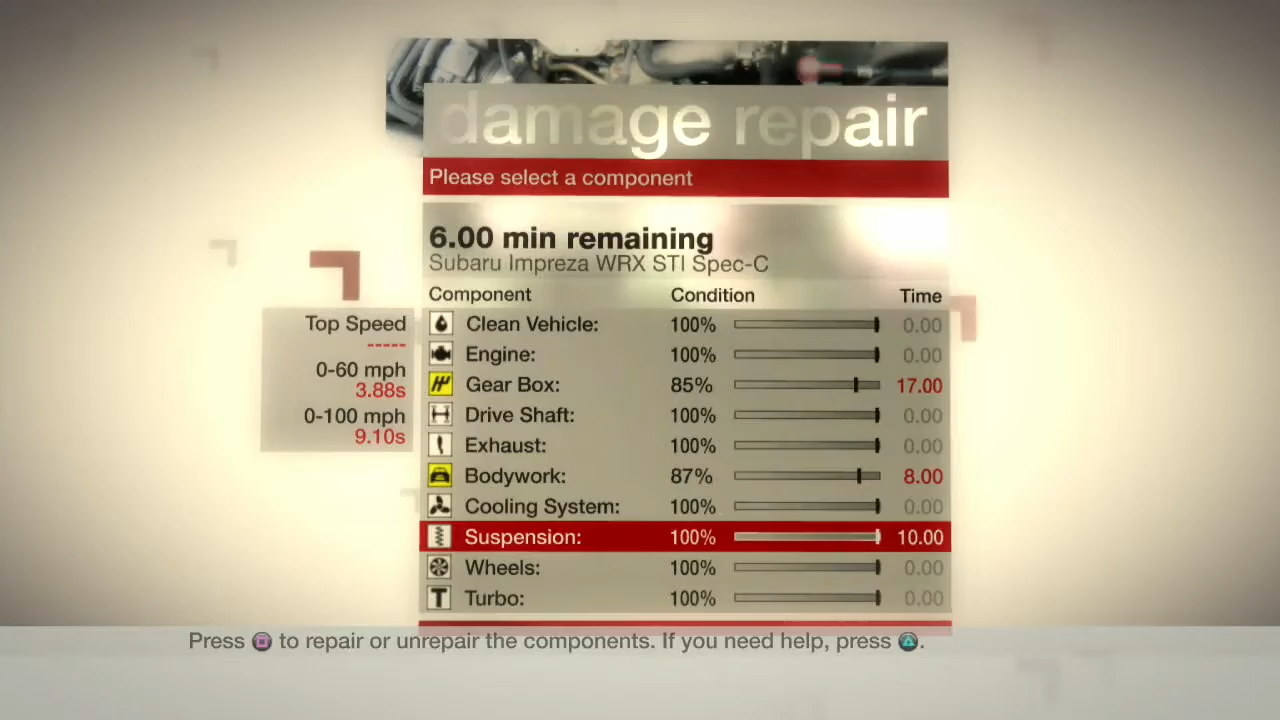 damage repair
Please select a component
6.00 min remaining
Subaru Impreza WRX STI Spec-C
Component Condition Time
Clean Vehicle: 100% 0.00
Engine: 100% 0.00
Gear Box: 85% 17.00
Drive Shaft: 100% 0.00
Exhaust: 100% 0.00
Bodywork: 87% 8.00
Cooling System: 100% 0.00
Suspension: 100% 10.00
Wheels: 100% 0.00
T Turbo: 100% 0.00
Top Speed
-----
0-60 mph
3.88s
0-100 mph
9.10s
Press to repair or unrepair the components. If you need help, press .